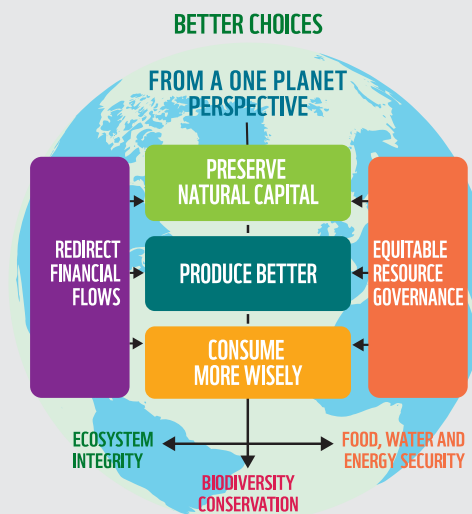 BETTER CHOICES
FROM A ONE PLANET
PERSPECTIVE
PRESERVE
NATURAL CAPITAL
REDIRECT
FINANCIAL
FLOWS
PRODUCE BETTER
EQUITABLE
RESOURCE
GOVERNANCE
CONSUME
MORE WISELY
ECOSYSTEM
INTEGRITY
BIODIVERSITY
CONSERVATION
FOOD, WATER AND
ENERGY SECURITY